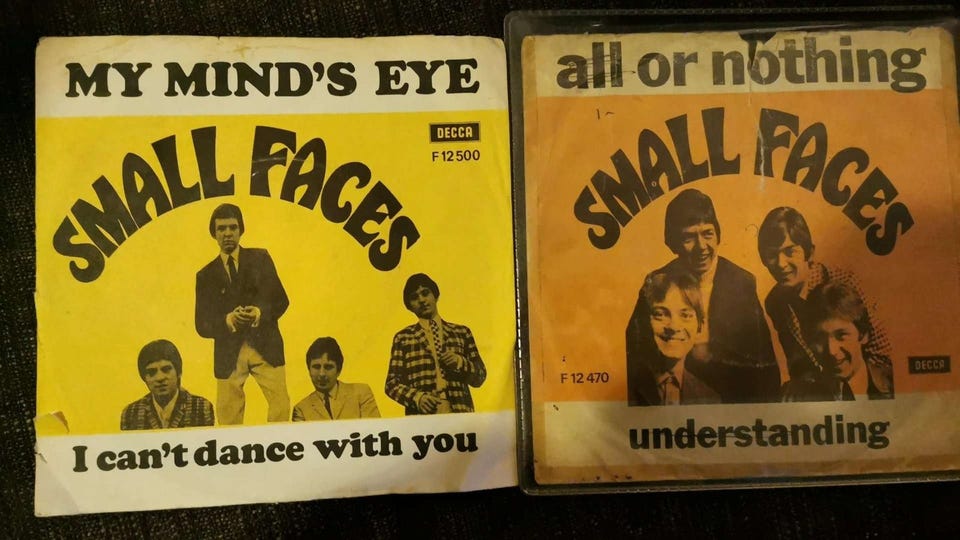 MY MIND'S EYE
DECCA
F 12500
SMALL FACES
I can't dance with you
all or nothing
SMALL FACES
F 12 470
DECCA
understanding